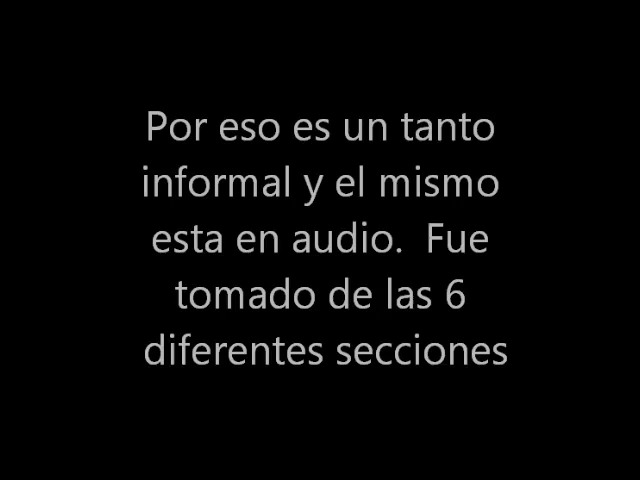 Por eso es un tanto
informal y el mismo
esta en audio.  Fue
tomado de las 6
diferentes secciones